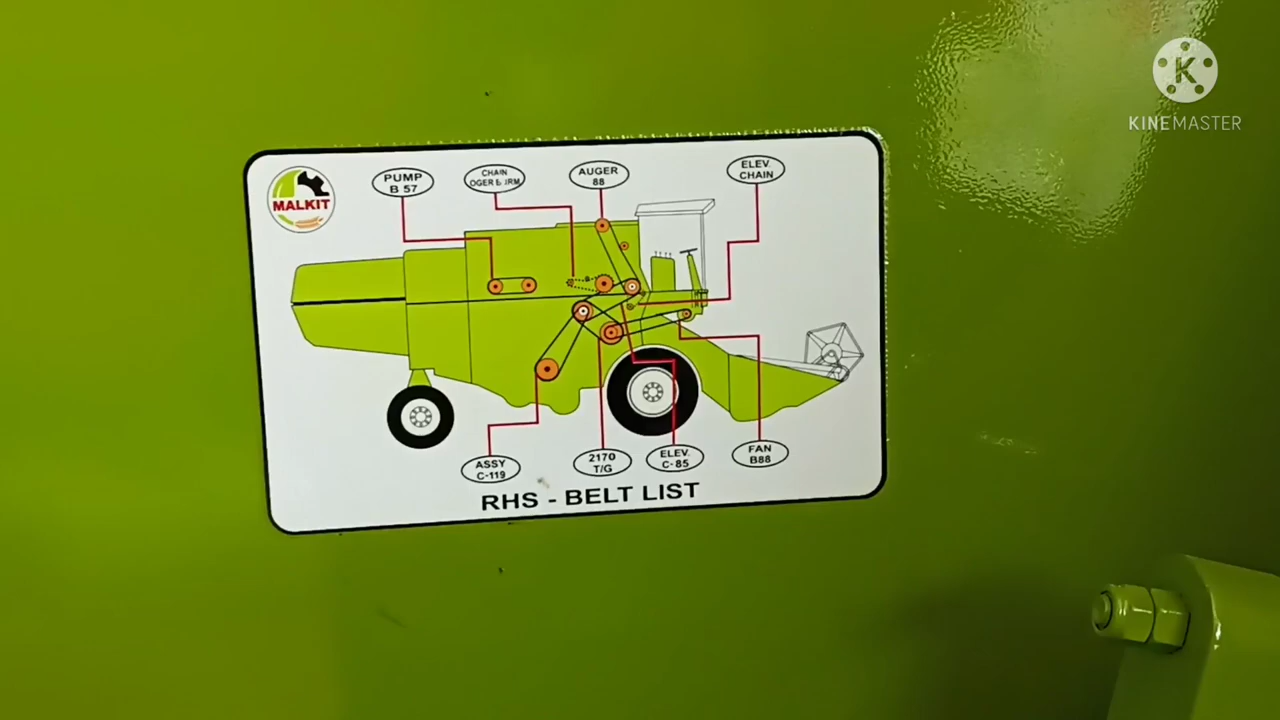 K
KINEMASTER
MALKIT
PUMP
B 57
CHAIN
AUGER
88
ELEV.
CHAIN
ASSY
C-119
2170
T/G
ELEV.
C-85
FAN
B88
RHS - BELT LIST